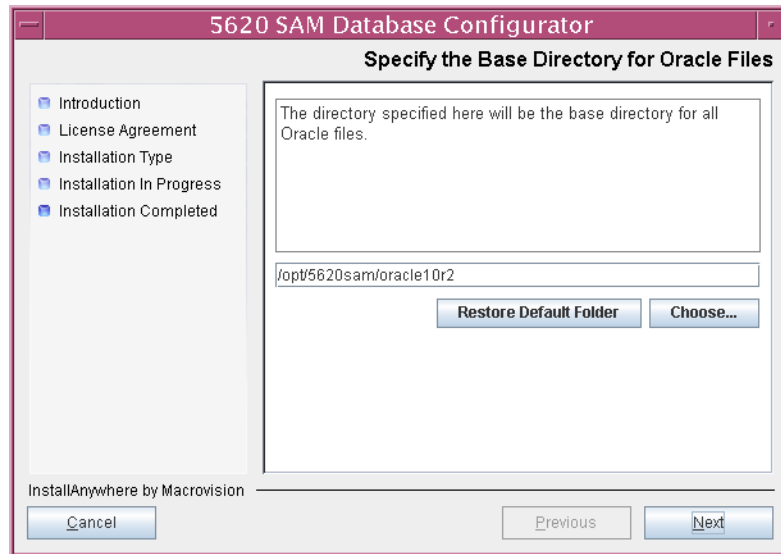 5620 SAM Database Configurator
Specify the Base Directory for Oracle Files
Introduction
License Agreement
Installation Type
Installation In Progress
Installation Completed
The directory specified here will be the base directory for all
Oracle files.
/opt/5620sam/oracle10r2
Restore Default Folder
Choose...
InstallAnywhere by Macrovision
Cancel
Previous
Next